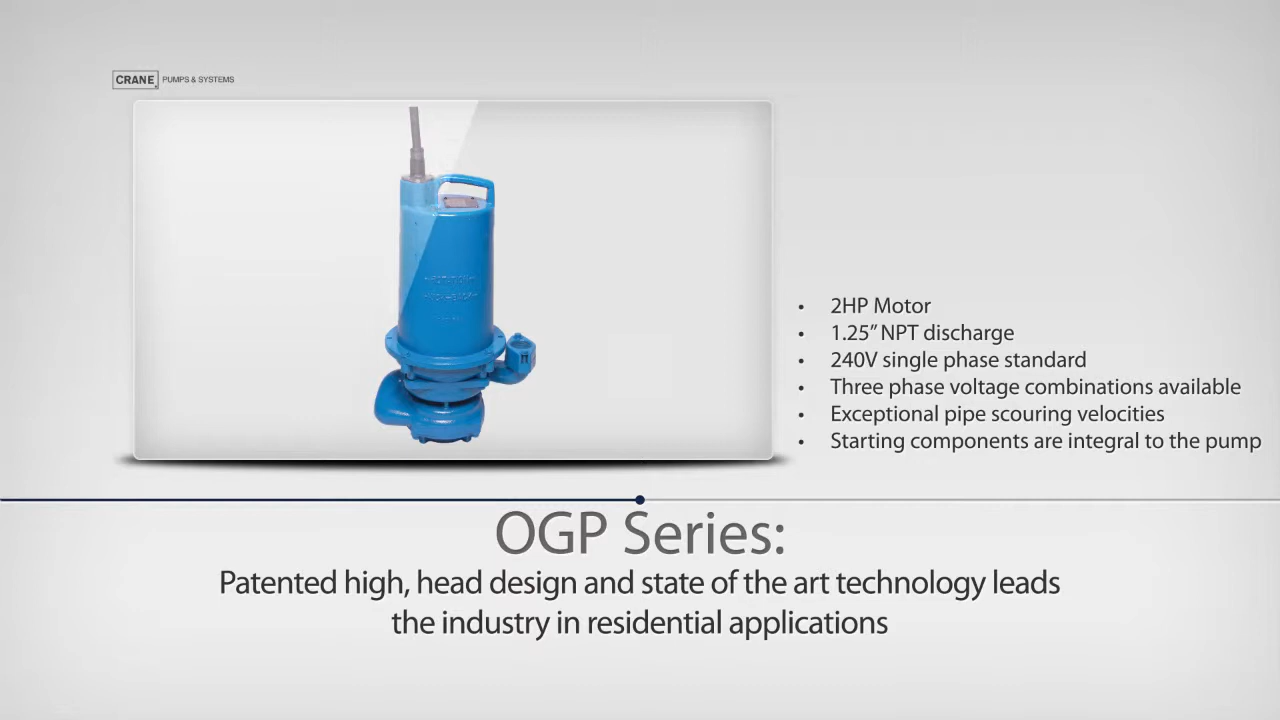 CRANE PUMPS & SYSTEMS
• 2HP Motor
• 1.25” NPT discharge
• 240V single phase standard
• Three phase voltage combinations available
• Exceptional pipe scouring velocities
• Starting components are integral to the pump
OGP Series:
Patented high, head design and state of the art technology leads
the industry in residential applications